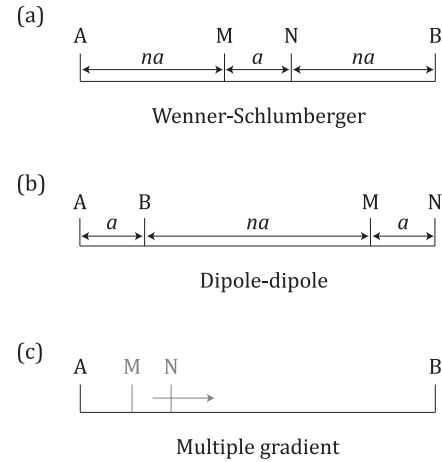 (a)
A M N B
na a na
Wenner-Schlumberger
(b)
A B M N
a na a
Dipole-dipole
(c)
A M N B
Multiple gradient